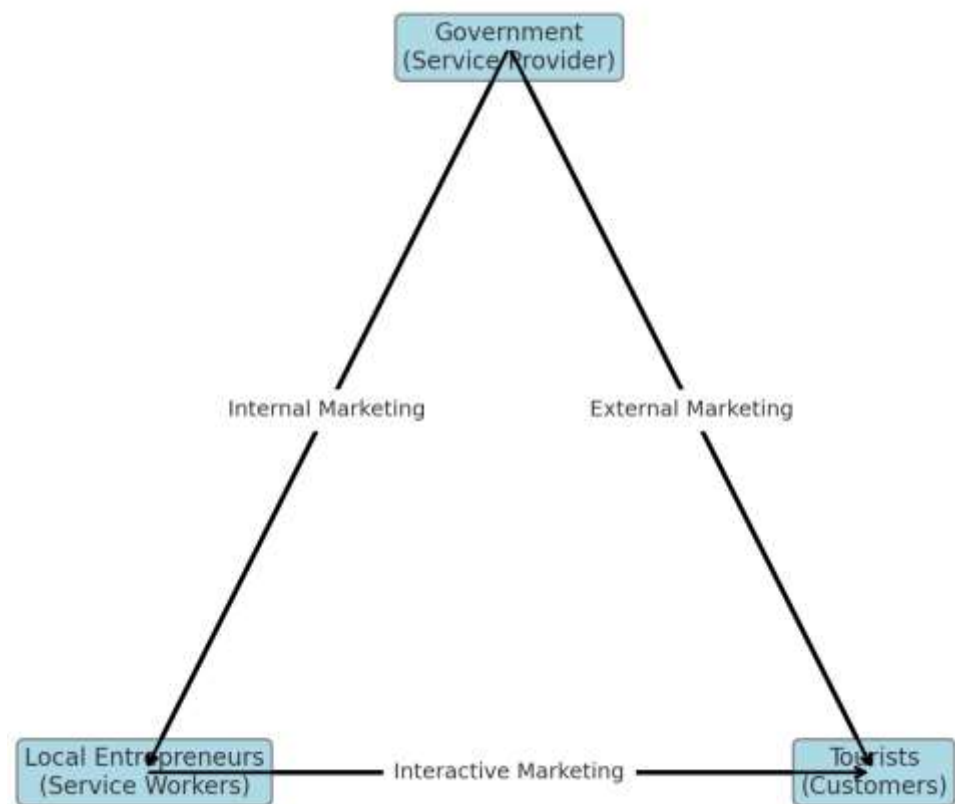 Government
(Service Provider)
Internal Marketing
External Marketing
Local Entrepreneurs
(Service Workers)
Interactive Marketing
Tourists
(Customers)